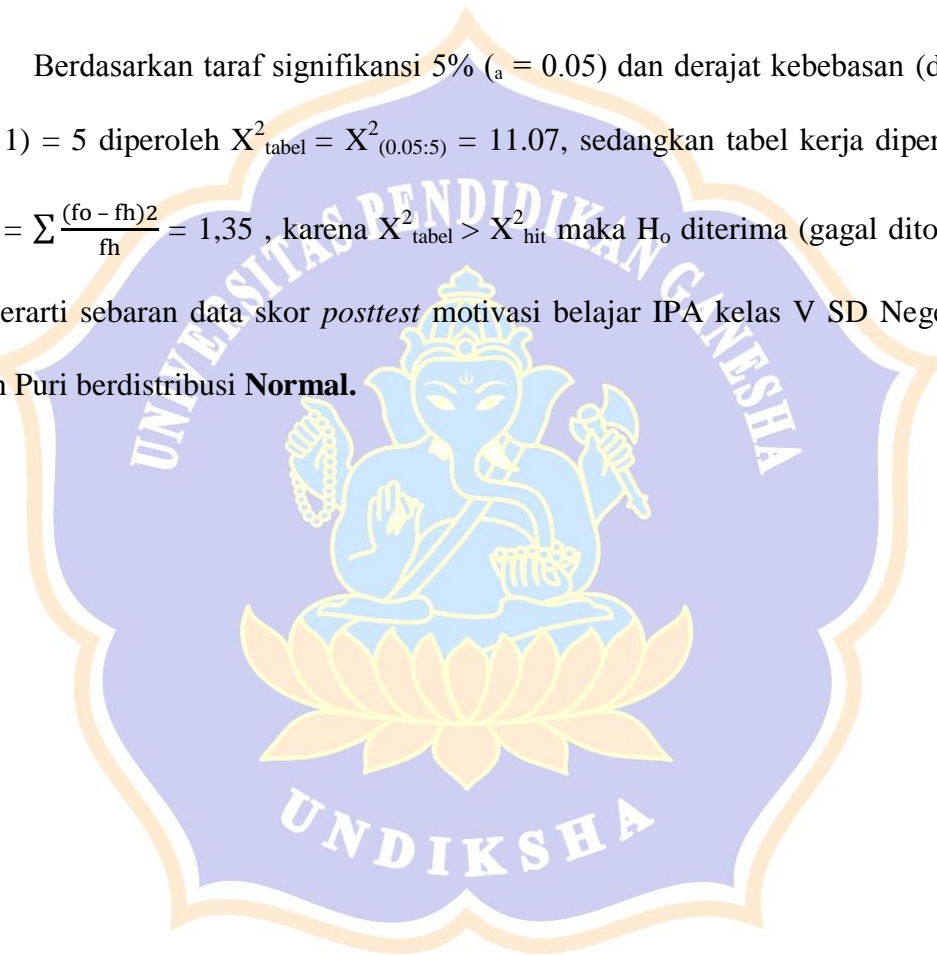 Berdasarkan taraf signifikansi 5% (ₐ = 0.05) dan derajat kebebasan (d
1) = 5 diperoleh X²tabel = X²(0.05:5) = 11.07, sedangkan tabel kerja diper
= ∑(fo – fh)2/fh = 1,35 , karena X²tabel > X²hit maka Hₒ diterima (gagal dito
erarti sebaran data skor posttest motivasi belajar IPA kelas V SD Neg
n Puri berdistribusi Normal.
UNIVERSITAS PENDIDIKAN GANESHA
UNDIKSHA